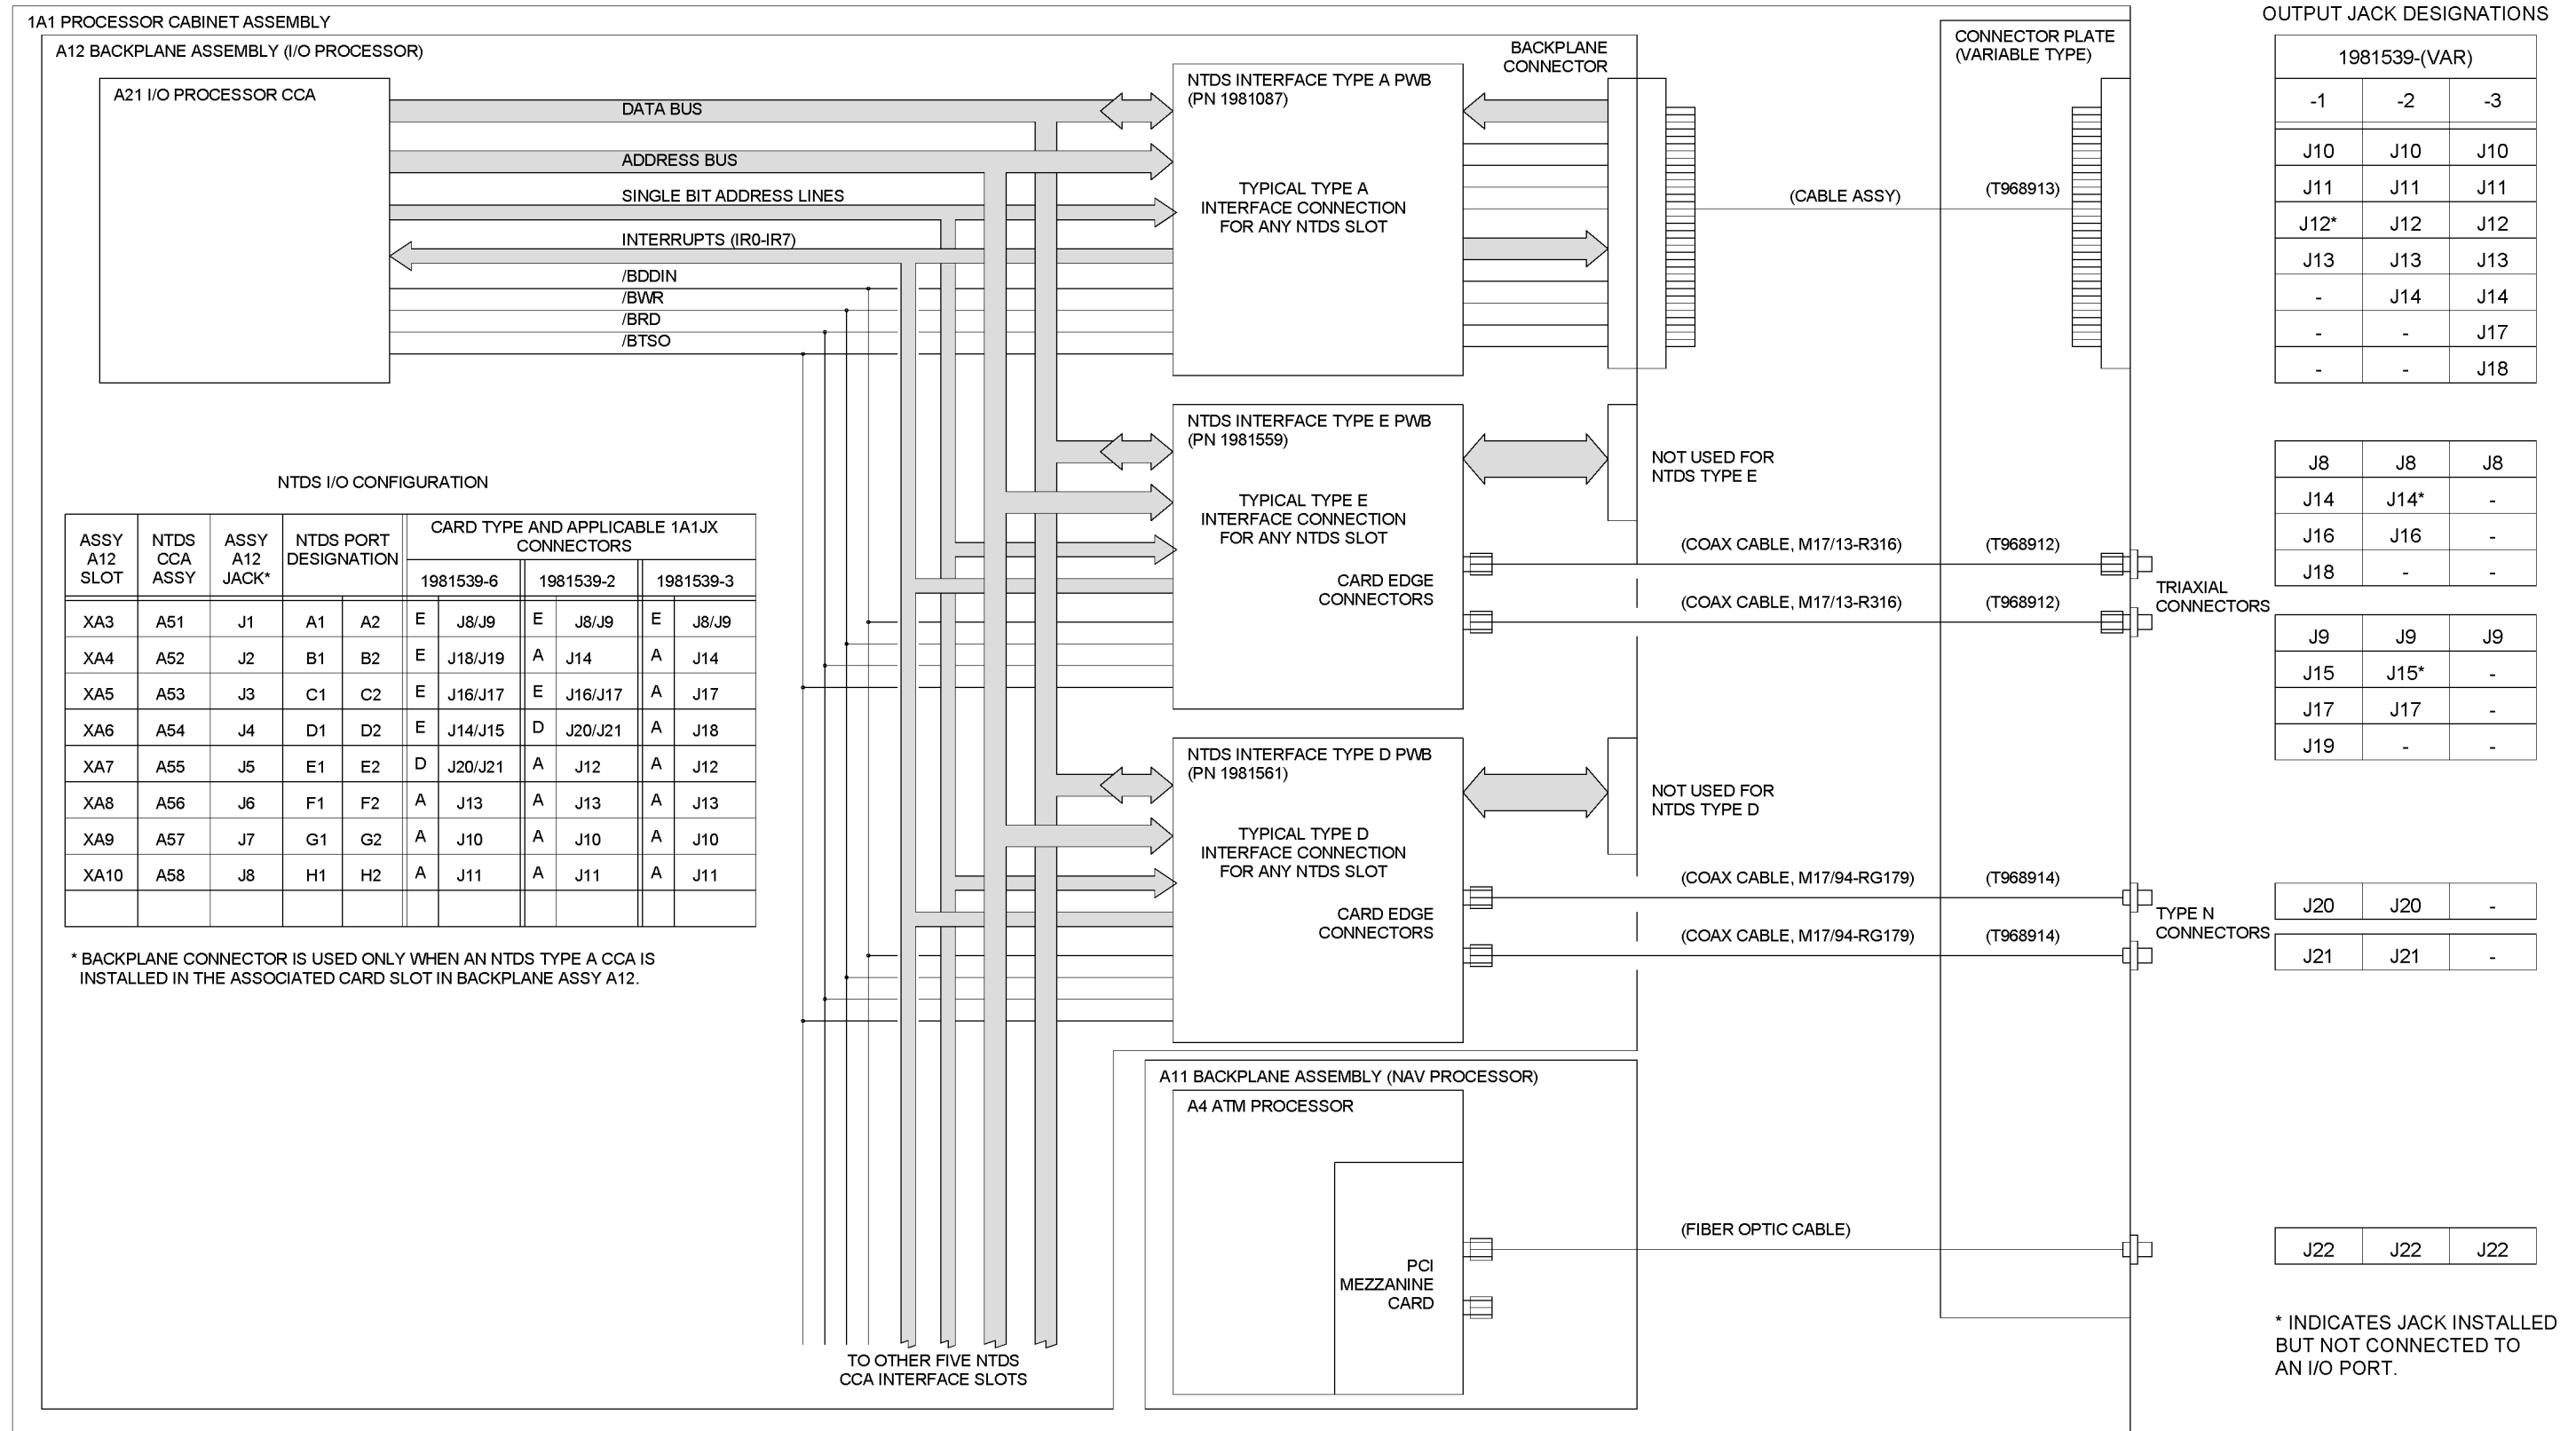 1A1 PROCESSOR CABINET ASSEMBLY
A12 BACKPLANE ASSEMBLY (I/O PROCESSOR)
A21 I/O PROCESSOR CCA
DATA BUS
ADDRESS BUS
SINGLE BIT ADDRESS LINES
INTERRUPTS (IR0-IR7)
/BDDIN
/BWR
/BRD
/BTSO
NTDS INTERFACE TYPE A PWB
(PN 1981087)
TYPICAL TYPE A
INTERFACE CONNECTION
FOR ANY NTDS SLOT
BACKPLANE
CONNECTOR
(CABLE ASSY)
CONNECTOR PLATE
(VARIABLE TYPE)
(T968913)
NTDS INTERFACE TYPE E PWB
(PN 1981559)
TYPICAL TYPE E
INTERFACE CONNECTION
FOR ANY NTDS SLOT
CARD EDGE
CONNECTORS
NOT USED FOR
NTDS TYPE E
(COAX CABLE, M17/13-R316) (T968912)
(COAX CABLE, M17/13-R316) (T968912)
TRIAXIAL
CONNECTORS
NTDS INTERFACE TYPE D PWB
(PN 1981561)
TYPICAL TYPE D
INTERFACE CONNECTION
FOR ANY NTDS SLOT
CARD EDGE
CONNECTORS
NOT USED FOR
NTDS TYPE D
(COAX CABLE, M17/94-RG179) (T968914)
(COAX CABLE, M17/94-RG179) (T968914)
TYPE N
CONNECTORS
NTDS I/O CONFIGURATION
ASSY A12 SLOT
NTDS CCA ASSY
ASSY A12 JACK*
NTDS PORT DESIGNATION
CARD TYPE AND APPLICABLE 1A1JX
CONNECTORS
1981539-6 1981539-2 1981539-3
XA3 A51 J1 A1 A2 E J8/J9 E J8/J9 E J8/J9
XA4 A52 J2 B1 B2 E J18/J19 A J14 A J14
XA5 A53 J3 C1 C2 E J16/J17 E J16/J17 A J17
XA6 A54 J4 D1 D2 E J14/J15 D J20/J21 A J18
XA7 A55 J5 E1 E2 D J20/J21 A J12 A J12
XA8 A56 J6 F1 F2 A J13 A J13 A J13
XA9 A57 J7 G1 G2 A J10 A J10 A J10
XA10 A58 J8 H1 H2 A J11 A J11 A J11
* BACKPLANE CONNECTOR IS USED ONLY WHEN AN NTDS TYPE A CCA IS
INSTALLED IN THE ASSOCIATED CARD SLOT IN BACKPLANE ASSY A12.
TO OTHER FIVE NTDS
CCA INTERFACE SLOTS
A11 BACKPLANE ASSEMBLY (NAV PROCESSOR)
A4 ATM PROCESSOR
PCI
MEZZANINE
CARD
(FIBER OPTIC CABLE)
OUTPUT JACK DESIGNATIONS
1981539-(VAR)
-1 -2 -3
J10 J10 J10
J11 J11 J11
J12* J12 J12
J13 J13 J13
- J14 J14
- - J17
- - J18
J8 J8 J8
J14 J14* -
J16 J16 -
J18 - -
J9 J9 J9
J15 J15* -
J17 J17 -
J19 - -
J20 J20 -
J21 J21 -
J22 J22 J22
* INDICATES JACK INSTALLED
BUT NOT CONNECTED TO
AN I/O PORT.